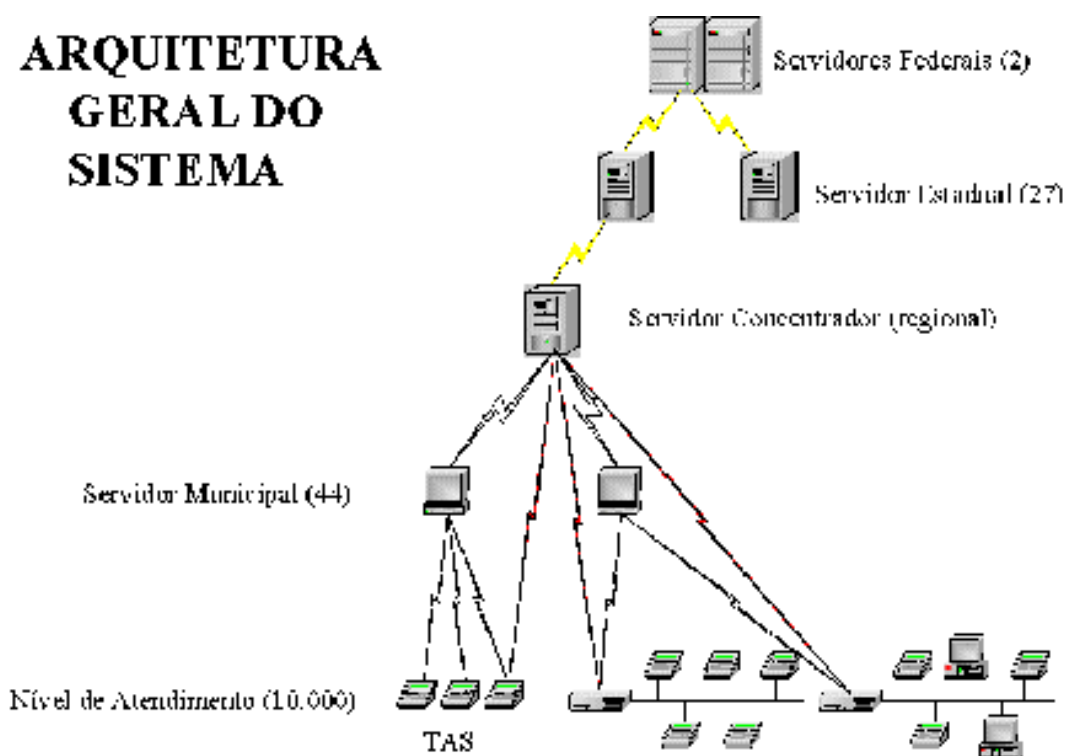 ARQUITETURA
GERAL DO
SISTEMA
Servidores Federais (2)
Servidor Estadual (27)
Servidor Concentrador (regional)
Servidor Municipal (44)
Nível de Atendimento (10.000)
TAS